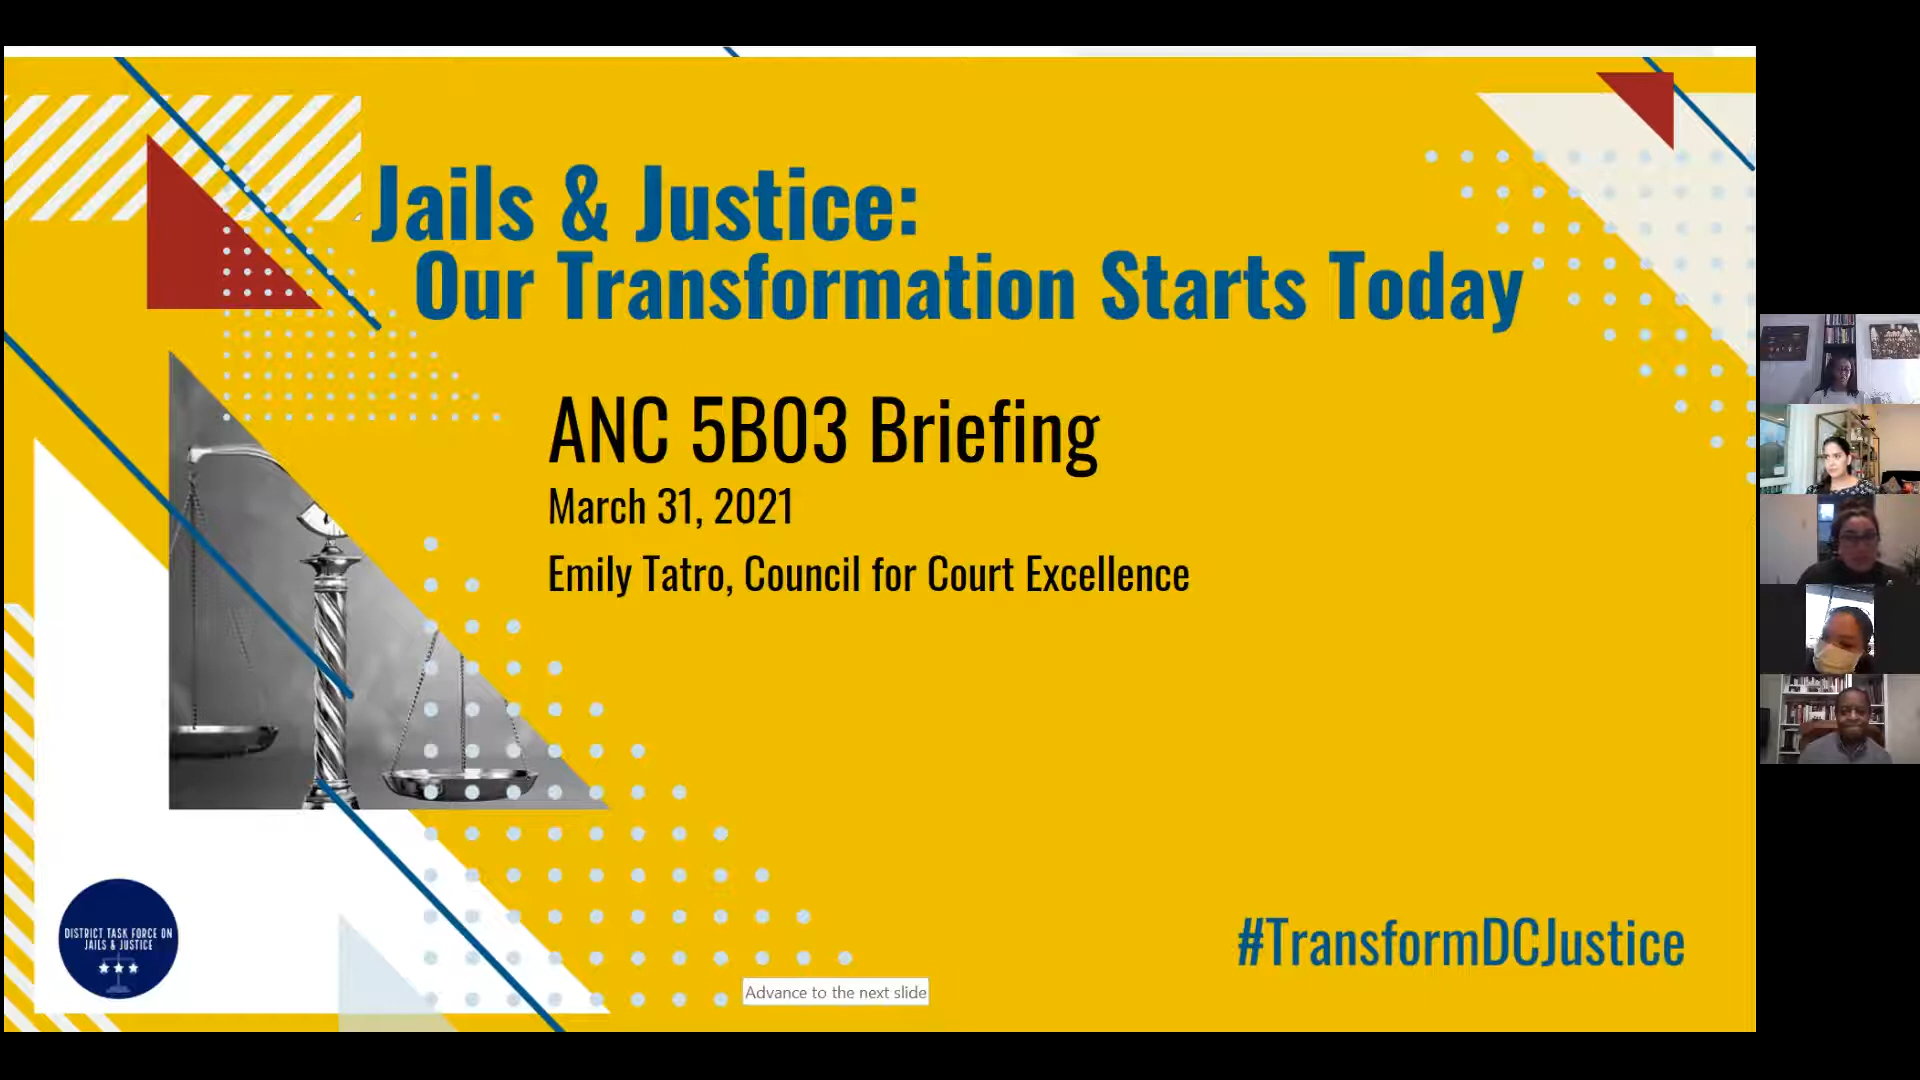 Jails & Justice:
Our Transformation Starts Today
ANC 5B03 Briefing
March 31, 2021
Emily Tatro, Council for Court Excellence
DISTRICT TASK FORCE ON
JAILS & JUSTICE
#TransformDCJustice
Advance to the next slide